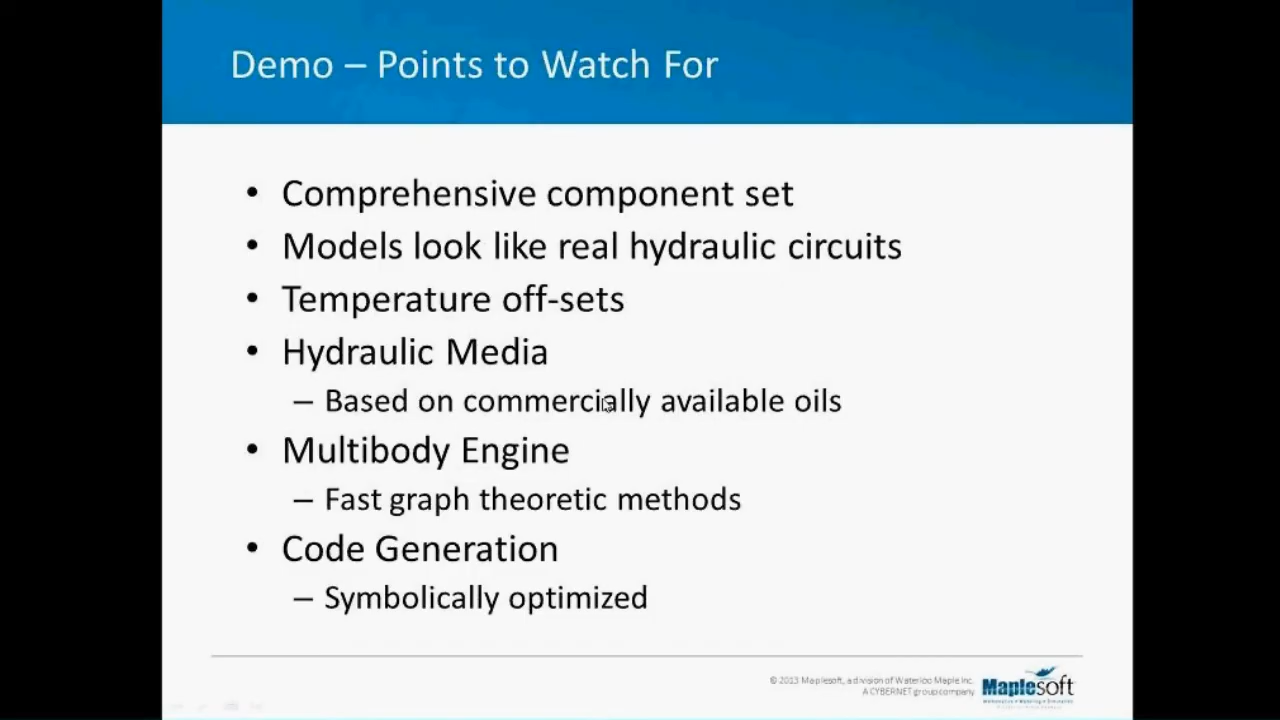 Demo – Points to Watch For
• Comprehensive component set
• Models look like real hydraulic circuits
• Temperature off-sets
• Hydraulic Media
– Based on commercially available oils
• Multibody Engine
– Fast graph theoretic methods
• Code Generation
– Symbolically optimized
© 2013 Maplesoft, a division of Waterloo Maple Inc.
A CYBERNET group company
Maplesoft